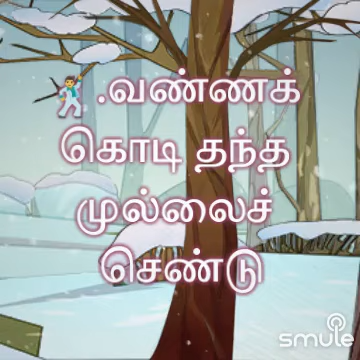 🕺 .வண்ணக்
கொடி தந்த
முல்லைச்
செண்டு
smule